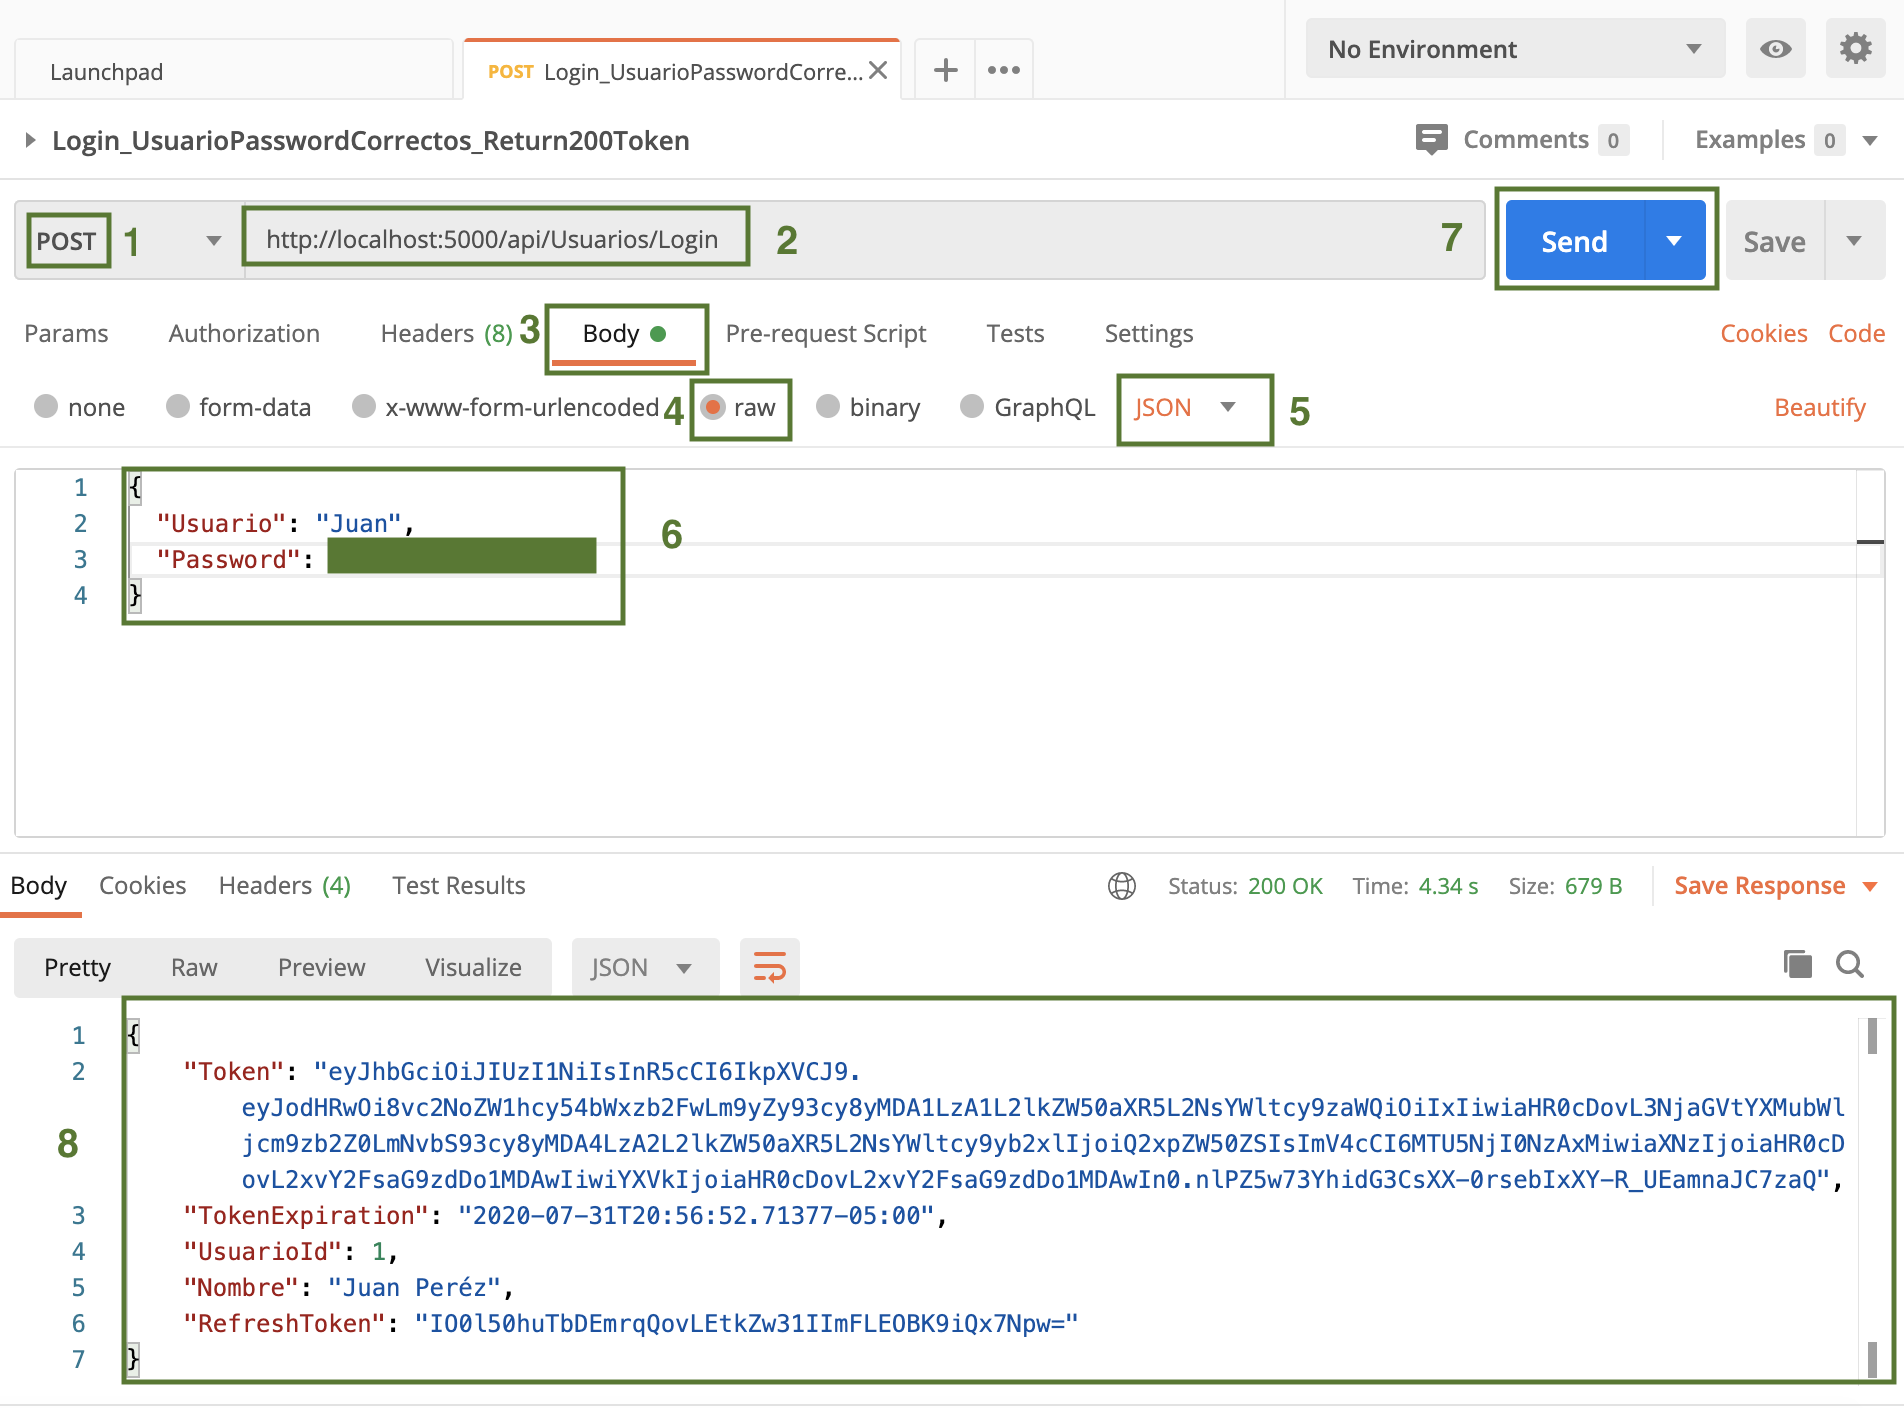 Launchpad
POST Login_UsuarioPasswordCorre...
No Environment
Login_UsuarioPasswordCorrectos_Return200Token
Comments 0
Examples 0
POST 1 http://localhost:5000/api/Usuarios/Login 2 7 Send Save
Params Authorization Headers (8) 3 Body Pre-request Script Tests Settings Cookies Code
none form-data x-www-form-urlencoded 4 raw binary GraphQL JSON 5 Beautify
1 {
2 "Usuario": "Juan",
3 "Password":
4 }
6
Body Cookies Headers (4) Test Results Status: 200 OK Time: 4.34 s Size: 679 B Save Response
Pretty Raw Preview Visualize JSON
1 {
2 "Token": "eyJhbGciOiJIUzI1NiIsInR5cCI6IkpXVCJ9.
eyJodHRwOi8vc2NoZW1hcy54bWxzb2FwLm9yZy93cy8yMDA1LzA1L2lkZW50aXR5L2NsYWltcy9zaWQiOiIxIiwiaHR0cDovL3NjaGVtYXMubWl
jcm9zb2Z0LmNvbS93cy8yMDA4LzA2L2lkZW50aXR5L2NsYWltcy9yb2xlIjoiQ2xpZW50ZSIsImV4cCI6MTU5NjI0NzAxMiwiaXNzIjoiaHR0cD
ovL2xvY2FsaG9zdDo1MDAwIiwiYXVkIjoiaHR0cDovL2xvY2FsaG9zdDo1MDAwIn0.nlPZ5w73YhidG3CsXX-0rsebIxXY-R_UEamnaJC7zaQ",
8
3 "TokenExpiration": "2020-07-31T20:56:52.71377-05:00",
4 "UsuarioId": 1,
5 "Nombre": "Juan Peréz",
6 "RefreshToken": "IO0l50huTbDEmrqQovLEtkZw31IImFLEOBK9iQx7Npw="
7 }